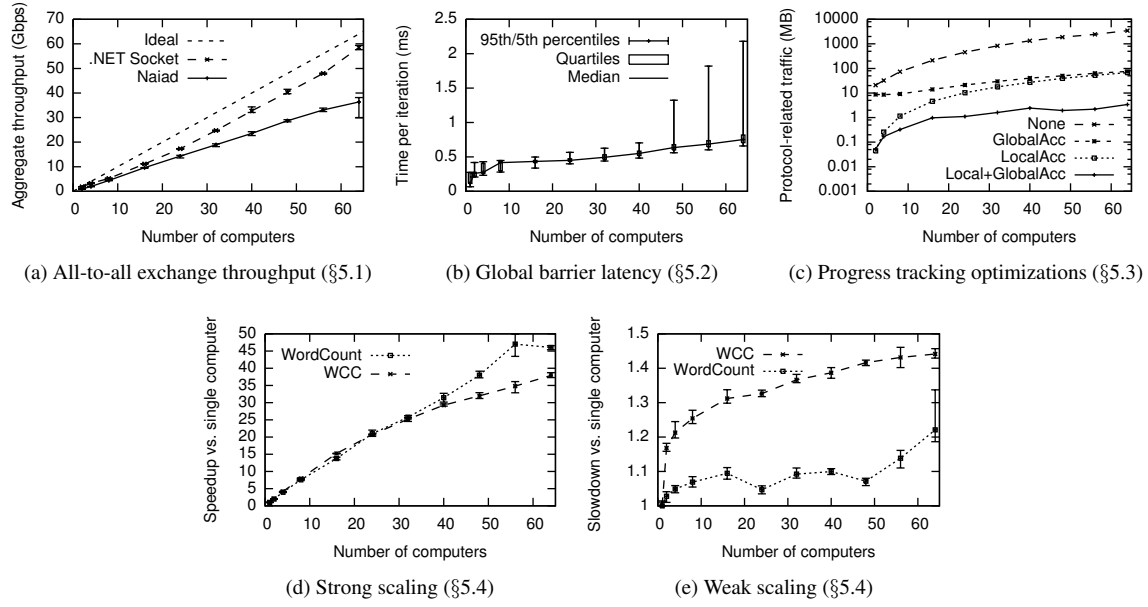 Aggregate throughput (Gbps)
80
70
60
50
40
30
20
10
0
Ideal
.NET Socket
Naiad
0 10 20 30 40 50 60
Number of computers
(a) All-to-all exchange throughput (§5.1)
Time per iteration (ms)
2.5
2
1.5
1
0.5
0
95th/5th percentiles
Quartiles
Median
0 10 20 30 40 50 60
Number of computers
(b) Global barrier latency (§5.2)
Protocol-related traffic (MB)
10000
1000
100
10
1
0.1
0.01
0.001
None
GlobalAcc
LocalAcc
Local+GlobalAcc
0 10 20 30 40 50 60
Number of computers
(c) Progress tracking optimizations (§5.3)
Speedup vs. single computer
50
45
40
35
30
25
20
15
10
5
0
WordCount
WCC
0 10 20 30 40 50 60
Number of computers
(d) Strong scaling (§5.4)
Slowdown vs. single computer
1.5
1.4
1.3
1.2
1.1
1
WCC
WordCount
0 10 20 30 40 50 60
Number of computers
(e) Weak scaling (§5.4)